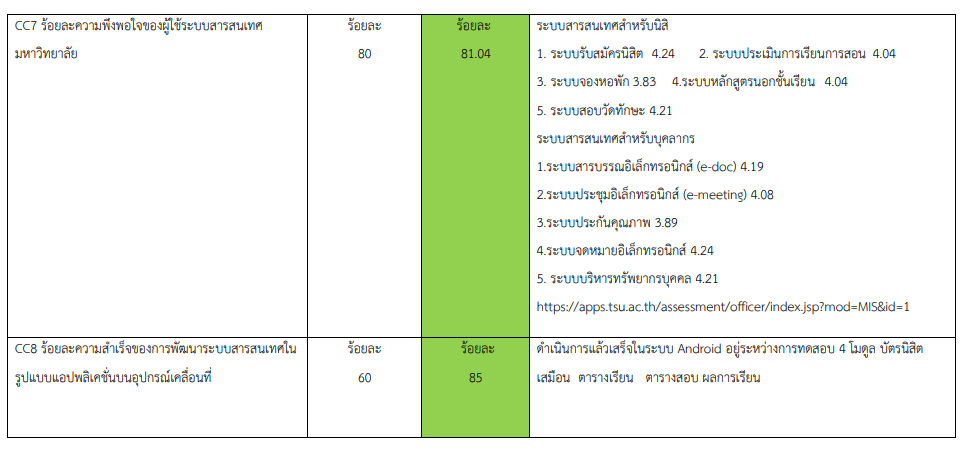 CC7 ร้อยละความพึงพอใจของผู้ใช้ระบบสารสนเทศ
มหาวิทยาลัย
ร้อยละ
80
ร้อยละ
81.04
ระบบสารสนเทศสำหรับนิสิ
1. ระบบรับสมัครนิสิต 4.24 2. ระบบประเมินการเรียนการสอน 4.04
3. ระบบจองหอพัก 3.83 4.ระบบหลักสูตรนอกชั้นเรียน 4.04
5. ระบบสอบวัดทักษะ 4.21
ระบบสารสนเทศสำหรับบุคลากร
1.ระบบสารบรรณอิเล็กทรอนิกส์ (e-doc) 4.19
2.ระบบประชุมอิเล็กทรอนิกส์ (e-meeting) 4.08
3.ระบบประกันคุณภาพ 3.89
4.ระบบจดหมายอิเล็กทรอนิกส์ 4.24
5. ระบบบริหารทรัพยากรบุคคล 4.21
https://apps.tsu.ac.th/assessment/officer/index.jsp?mod=MIS&id=1
CC8 ร้อยละความสำเร็จของการพัฒนาระบบสารสนเทศใน
รูปแบบแอปพลิเคชั่นบนอุปกรณ์เคลื่อนที่
ร้อยละ
60
ร้อยละ
85
ดำเนินการแล้วเสร็จในระบบ Android อยู่ระหว่างการทดสอบ 4 โมดูล บัตรนิสิต
เสมือน ตารางเรียน ตารางสอบ ผลการเรียน